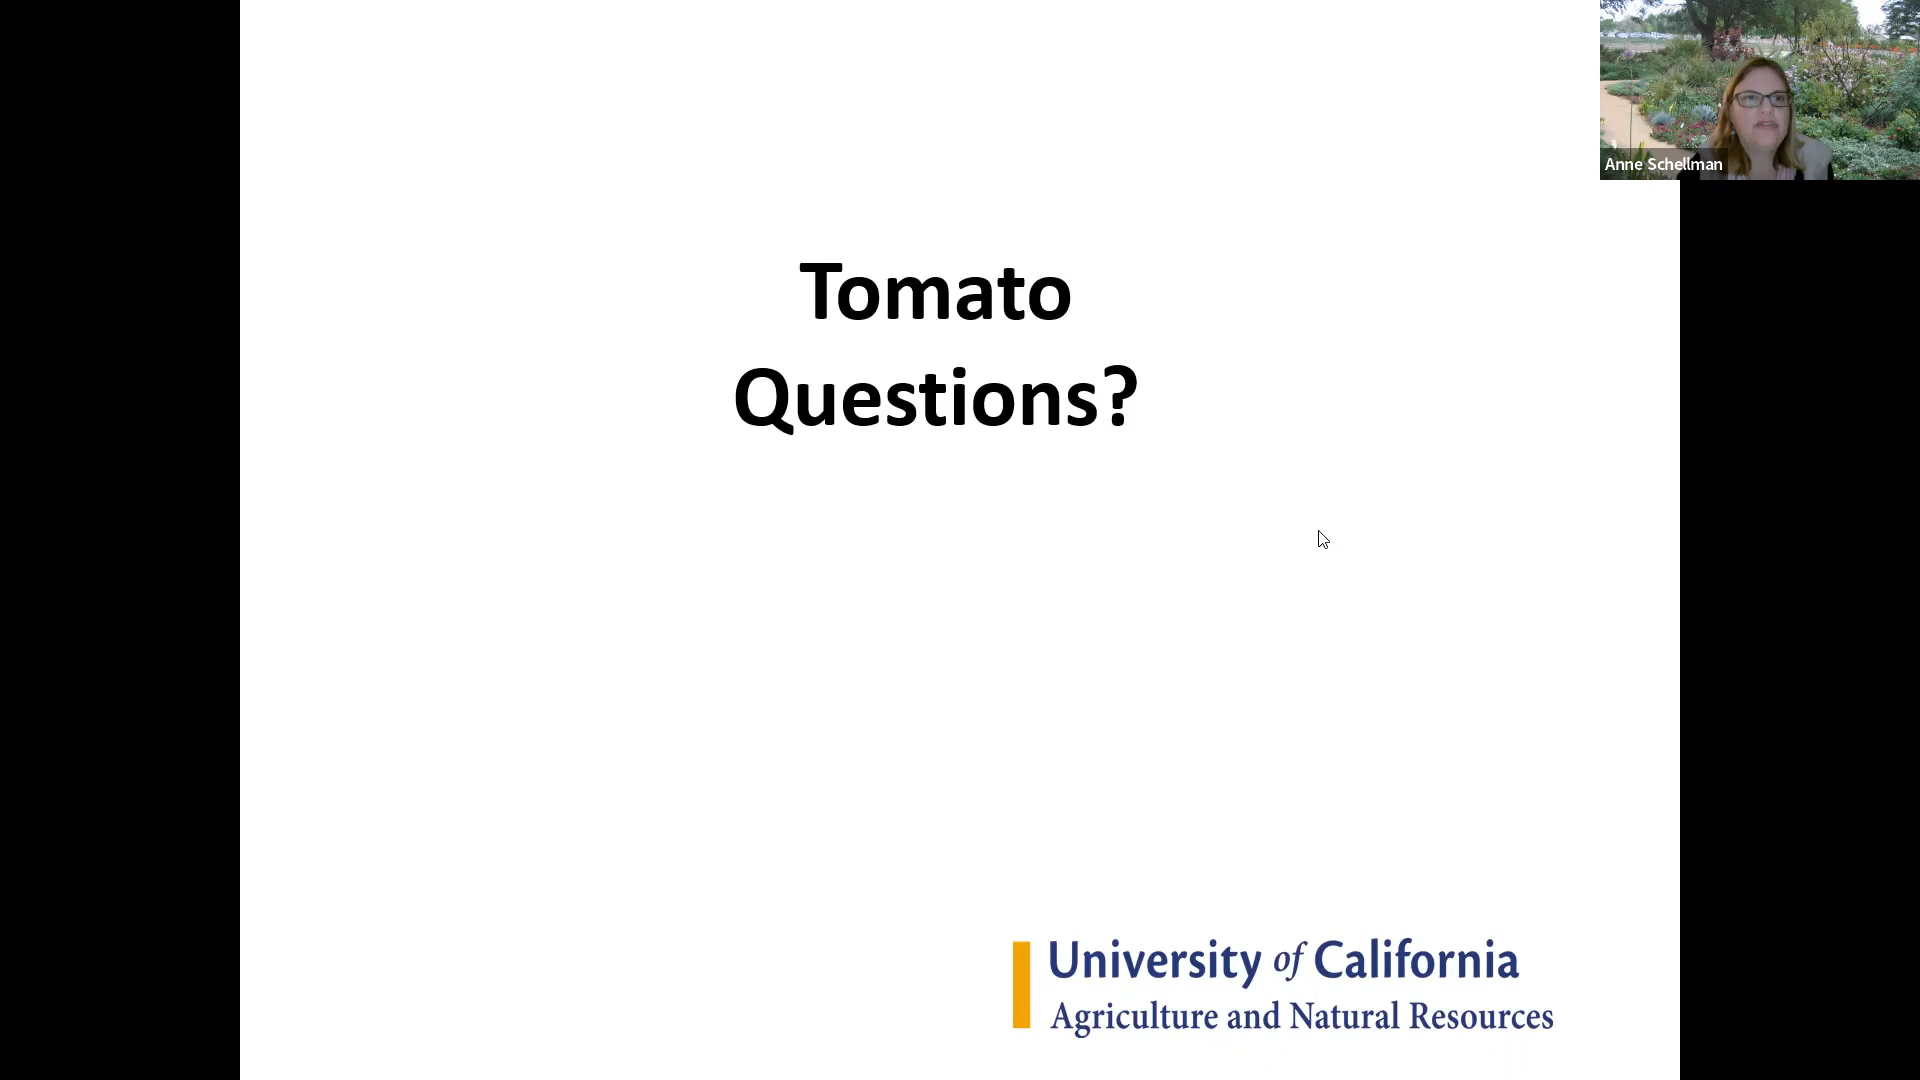 Anne Schellman
Tomato
Questions?
University of California
Agriculture and Natural Resources